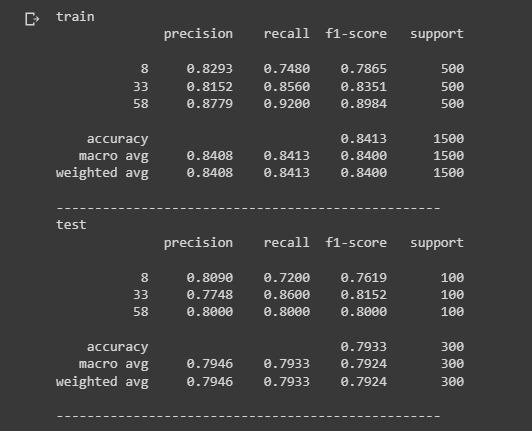 train
precision recall f1-score support
8 0.8293 0.7480 0.7865 500
33 0.8152 0.8560 0.8351 500
58 0.8779 0.9200 0.8984 500
accuracy 0.8413 1500
macro avg 0.8408 0.8413 0.8400 1500
weighted avg 0.8408 0.8413 0.8400 1500
--------------------------------------------------
test
precision recall f1-score support
8 0.8090 0.7200 0.7619 100
33 0.7748 0.8600 0.8152 100
58 0.8000 0.8000 0.8000 100
accuracy 0.7933 300
macro avg 0.7946 0.7933 0.7924 300
weighted avg 0.7946 0.7933 0.7924 300
--------------------------------------------------